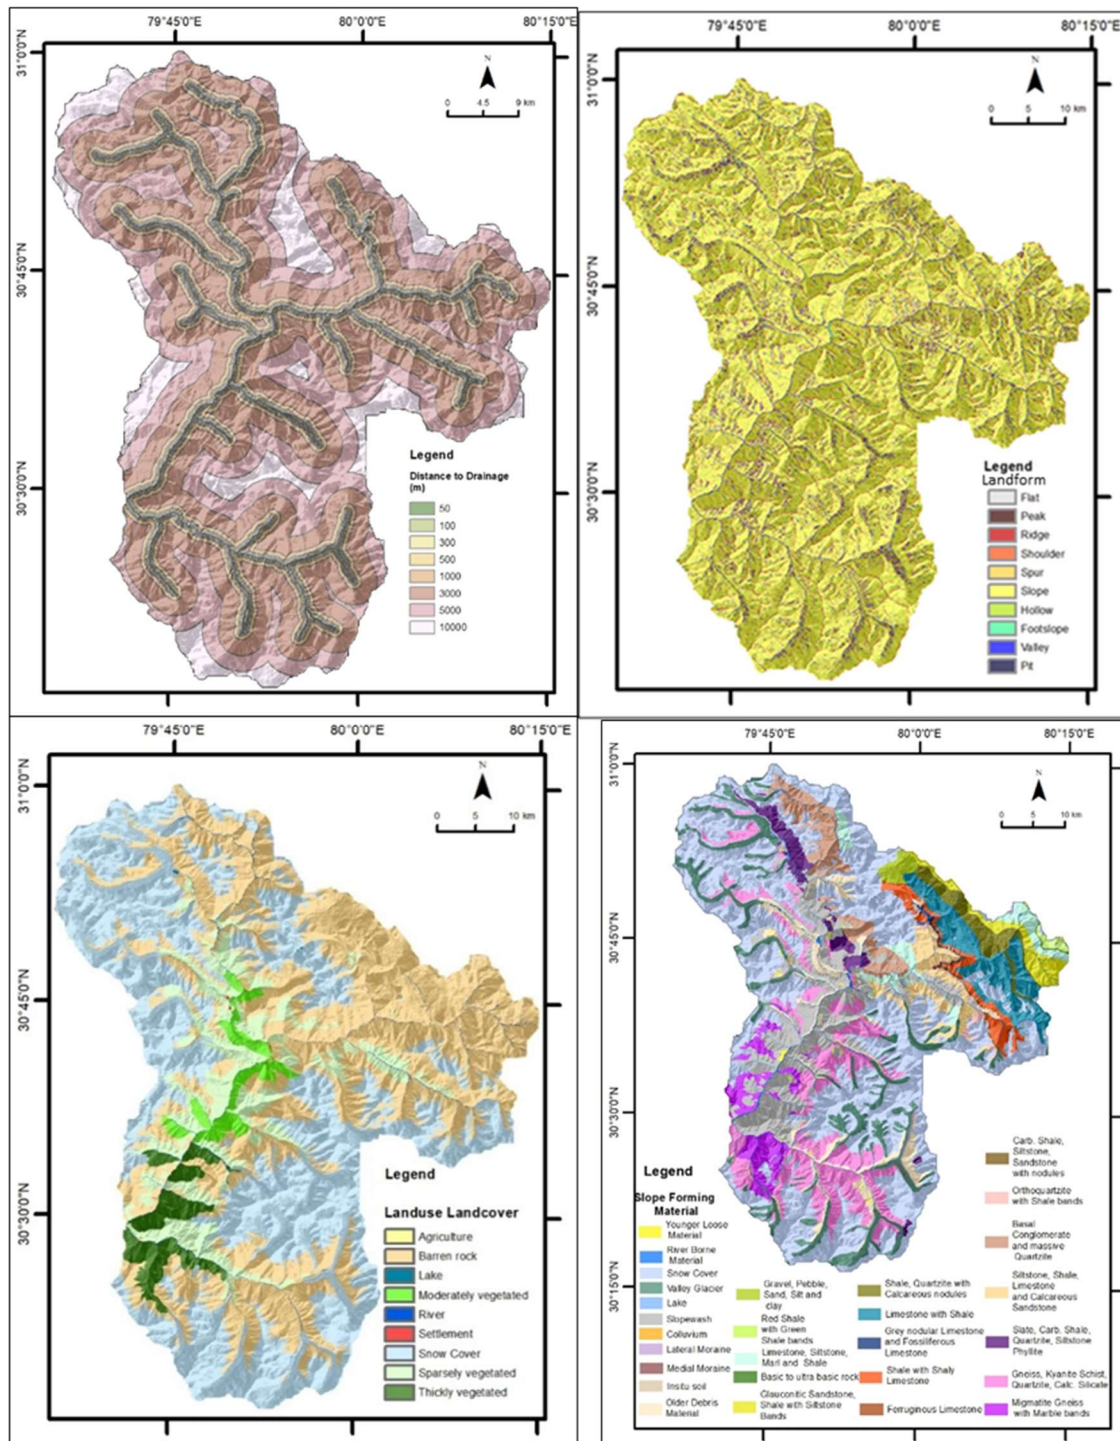 79°45'0"E
80°0'0"E
80°15'0"E
31°0'0"N
30°45'0"N
30°30'0"N
N
0 4.5 9 km
Legend
Distance to Drainage
(m)
50
100
300
500
1000
3000
5000
10000
79°45'0"E
80°0'0"E
80°15'0"E
31°0'0"N
30°45'0"N
30°30'0"N
N
0 5 10 km
Legend
Landform
Flat
Peak
Ridge
Shoulder
Spur
Slope
Hollow
Footslope
Valley
Pit
79°45'0"E
80°0'0"E
80°15'0"E
31°0'0"N
30°45'0"N
30°30'0"N
N
0 5 10 km
Legend
Landuse Landcover
Agriculture
Barren rock
Lake
Moderately vegetated
River
Settlement
Snow Cover
Sparsely vegetated
Thickly vegetated
79°45'0"E
80°0'0"E
80°15'0"E
31°0'0"N
30°45'0"N
30°30'0"N
30°15'0"N
N
0 5 10 km
Legend
Slope Forming
Material
Younger Loose
Material
River Borne
Material
Snow Cover
Valley Glacier
Lake
Slopewash
Colluvium
Lateral Moraine
Medial Moraine
Insitu soil
Older Debris
Material
Gravel, Pebble,
Sand, Silt and
clay
Red Shale
with Green
Shale bands
Limestone, Siltstone,
Marl and Shale
Basic to ultra basic rock
Glauconitic Sandstone,
Shale with Siltstone
Bands
Shale, Quartzite with
Calcareous nodules
Limestone with Shale
Grey nodular Limestone
and Fossiliferous
Limestone
Shale with Shaly
Limestone
Ferruginous Limestone
Carb. Shale,
Siltstone,
Sandstone
with nodules
Orthoquartzite
with Shale bands
Basal
Conglomerate
and massive
Quartzite
Siltstone, Shale,
Limestone
and Calcareous
Sandstone
Slate, Carb. Shale,
Quartzite, Siltstone
Phyllite
Gneiss, Kyanite Schist,
Quartzite, Calc. Silicate
Migmatite Gneiss
with Marble bands